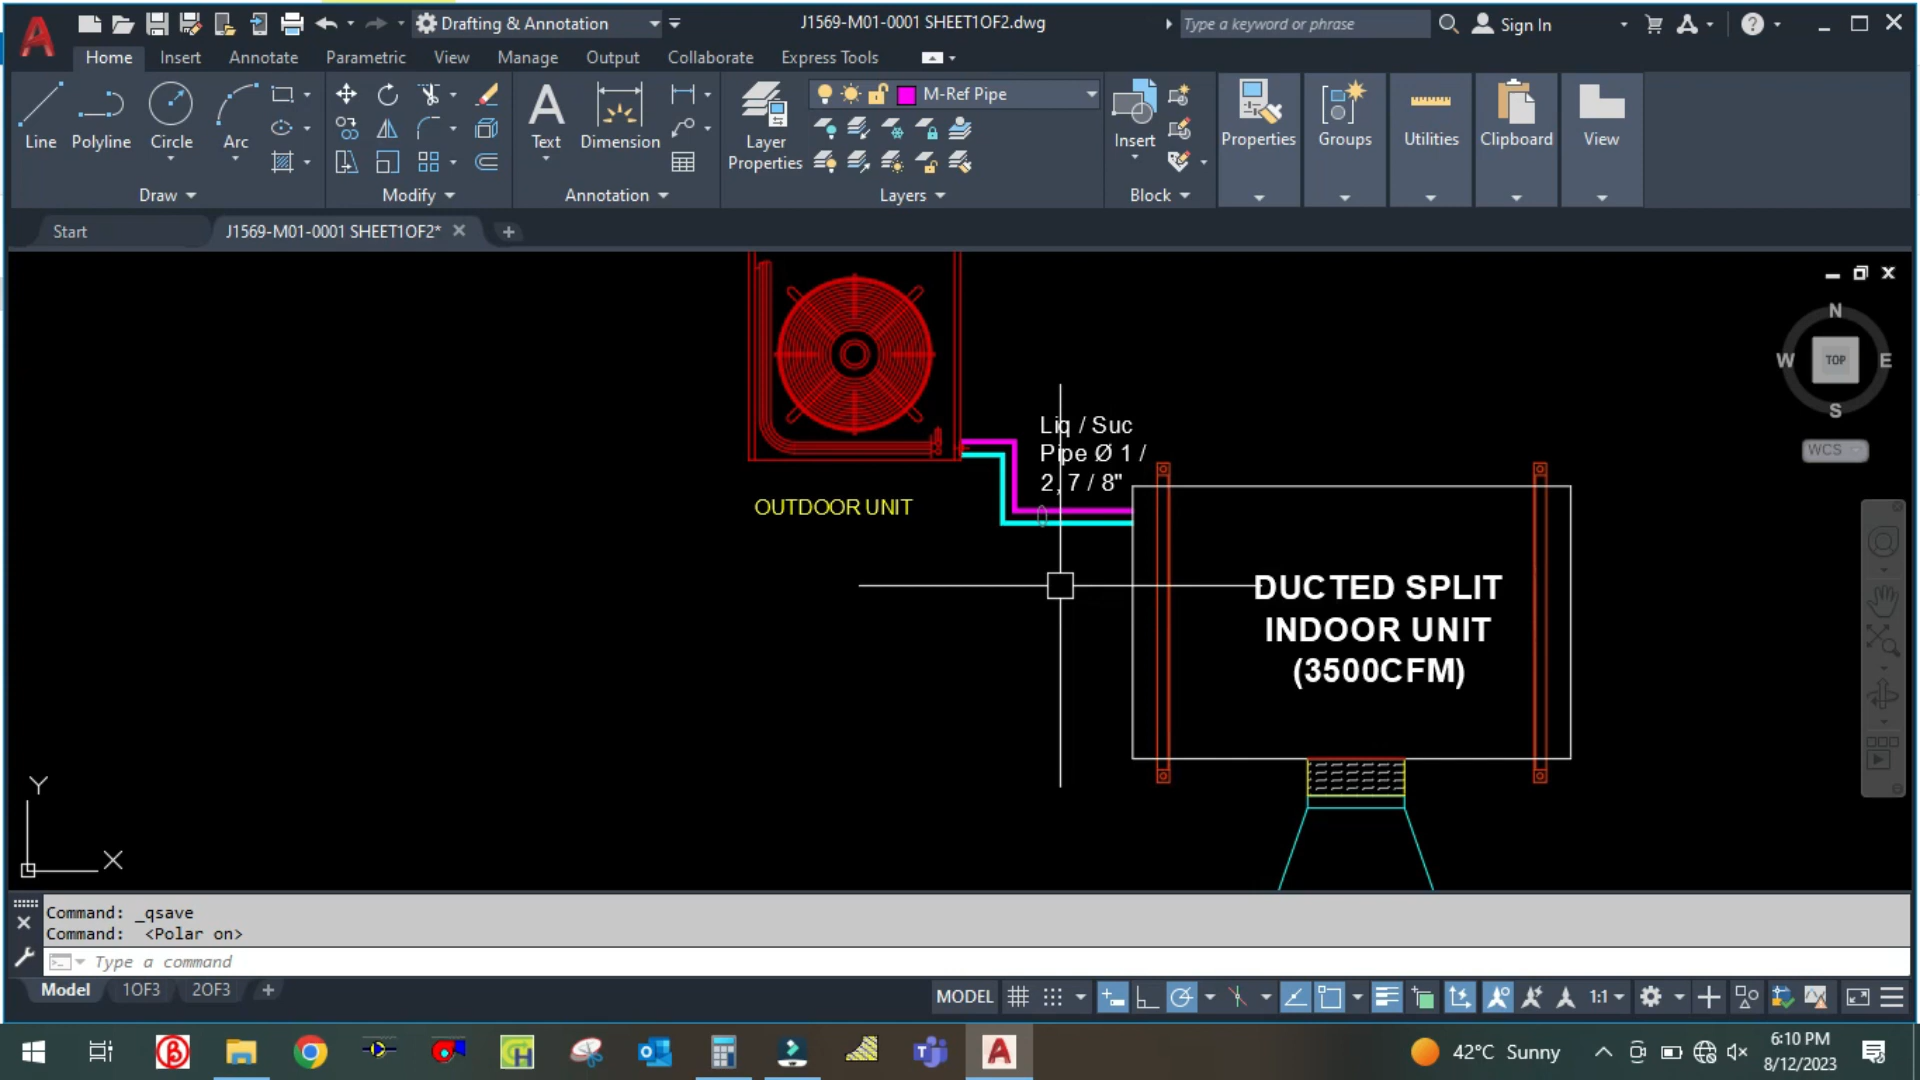 Drafting & Annotation
J1569-M01-0001 SHEET1OF2.dwg
Type a keyword or phrase
Sign In
Home
Insert
Annotate
Parametric
View
Manage
Output
Collaborate
Express Tools
Line
Polyline
Circle
Arc
Text
Dimension
Layer
Properties
M-Ref Pipe
Insert
Properties
Groups
Utilities
Clipboard
View
Draw
Modify
Annotation
Layers
Block
Start
J1569-M01-0001 SHEET1OF2*
N
W
TOP
E
S
WCS
Liq / Suc
Pipe Ø 1 /
2, 7 / 8"
OUTDOOR UNIT
DUCTED SPLIT
INDOOR UNIT
(3500CFM)
Y
X
Command: _qsave
Command: <Polar on>
Type a command
Model
1OF3
2OF3
MODEL
1:1
42°C Sunny
6:10 PM
8/12/2023